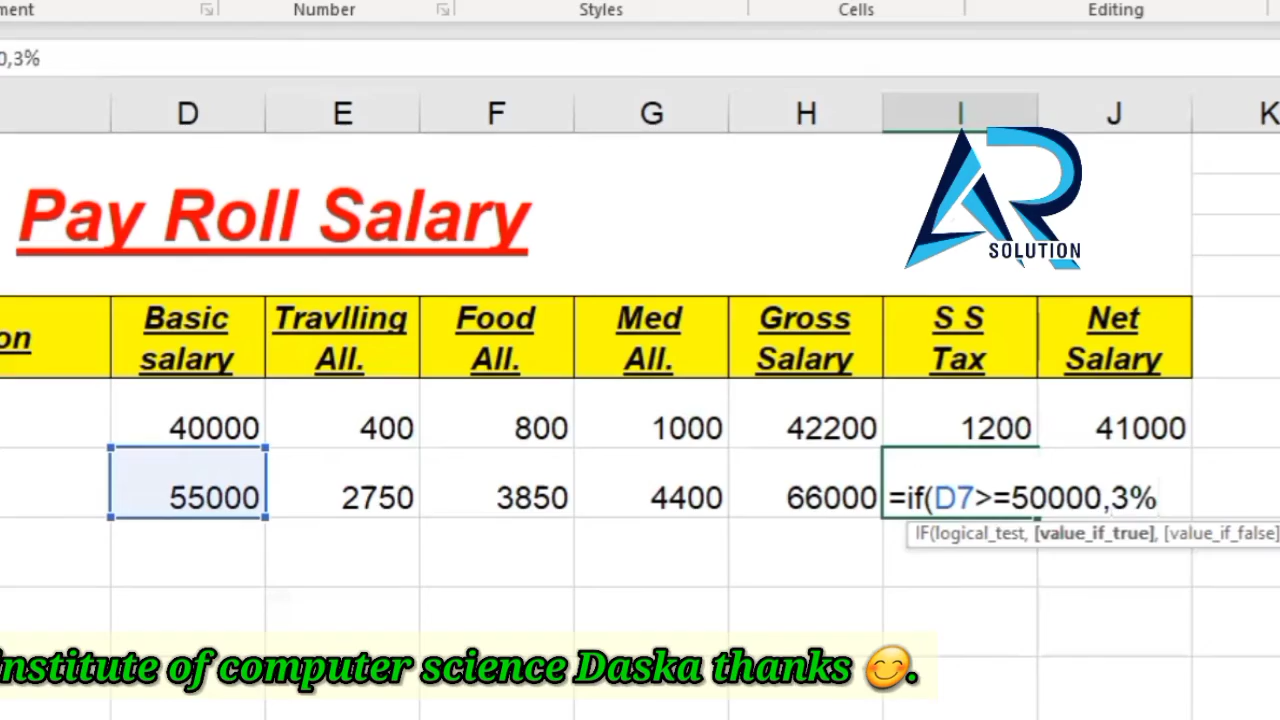 ment
Number
Styles
Cells
Editing
0,3%
D E F G H I J K
Pay Roll Salary
AR
SOLUTION
on
Basic salary
Travlling All.
Food All.
Med All.
Gross Salary
S S Tax
Net Salary
40000 400 800 1000 42200 1200 41000
55000 2750 3850 4400 66000 =if(D7>=50000,3%
IF(logical_test, [value_if_true], [value_if_false]
institute of computer science Daska thanks 😊.